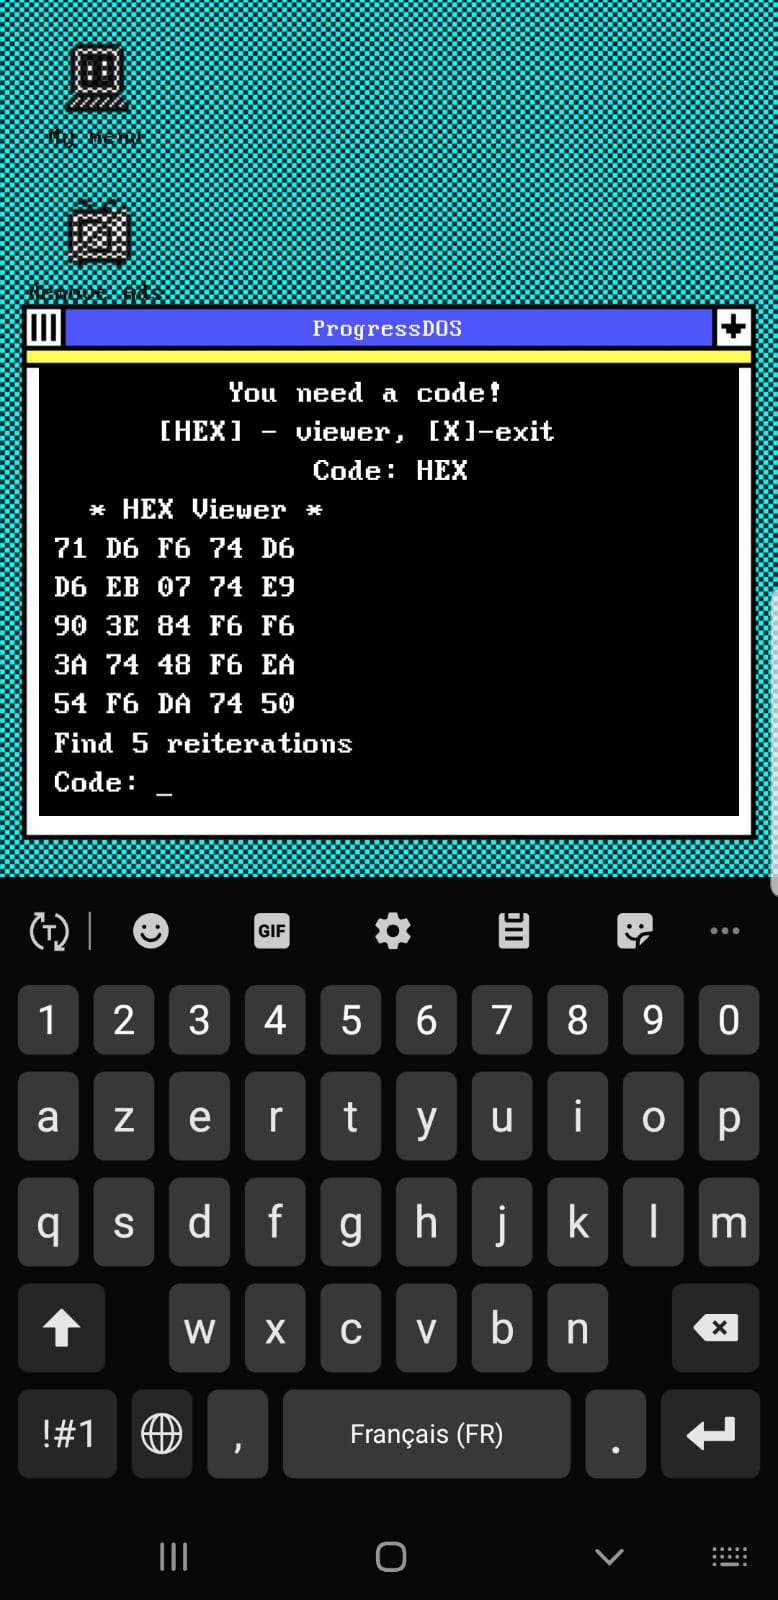 My menu
Remove ads
ProgressDOS
You need a code!
[HEX] - viewer, [X]-exit
Code: HEX
* HEX Viewer *
71 D6 F6 74 D6
D6 EB 07 74 E9
90 3E 84 F6 F6
3A 74 48 F6 EA
54 F6 DA 74 50
Find 5 reiterations
Code: _
T GIF
1 2 3 4 5 6 7 8 9 0
a z e r t y u i o p
q s d f g h j k l m
w x c v b n
!#1 , Français (FR) .